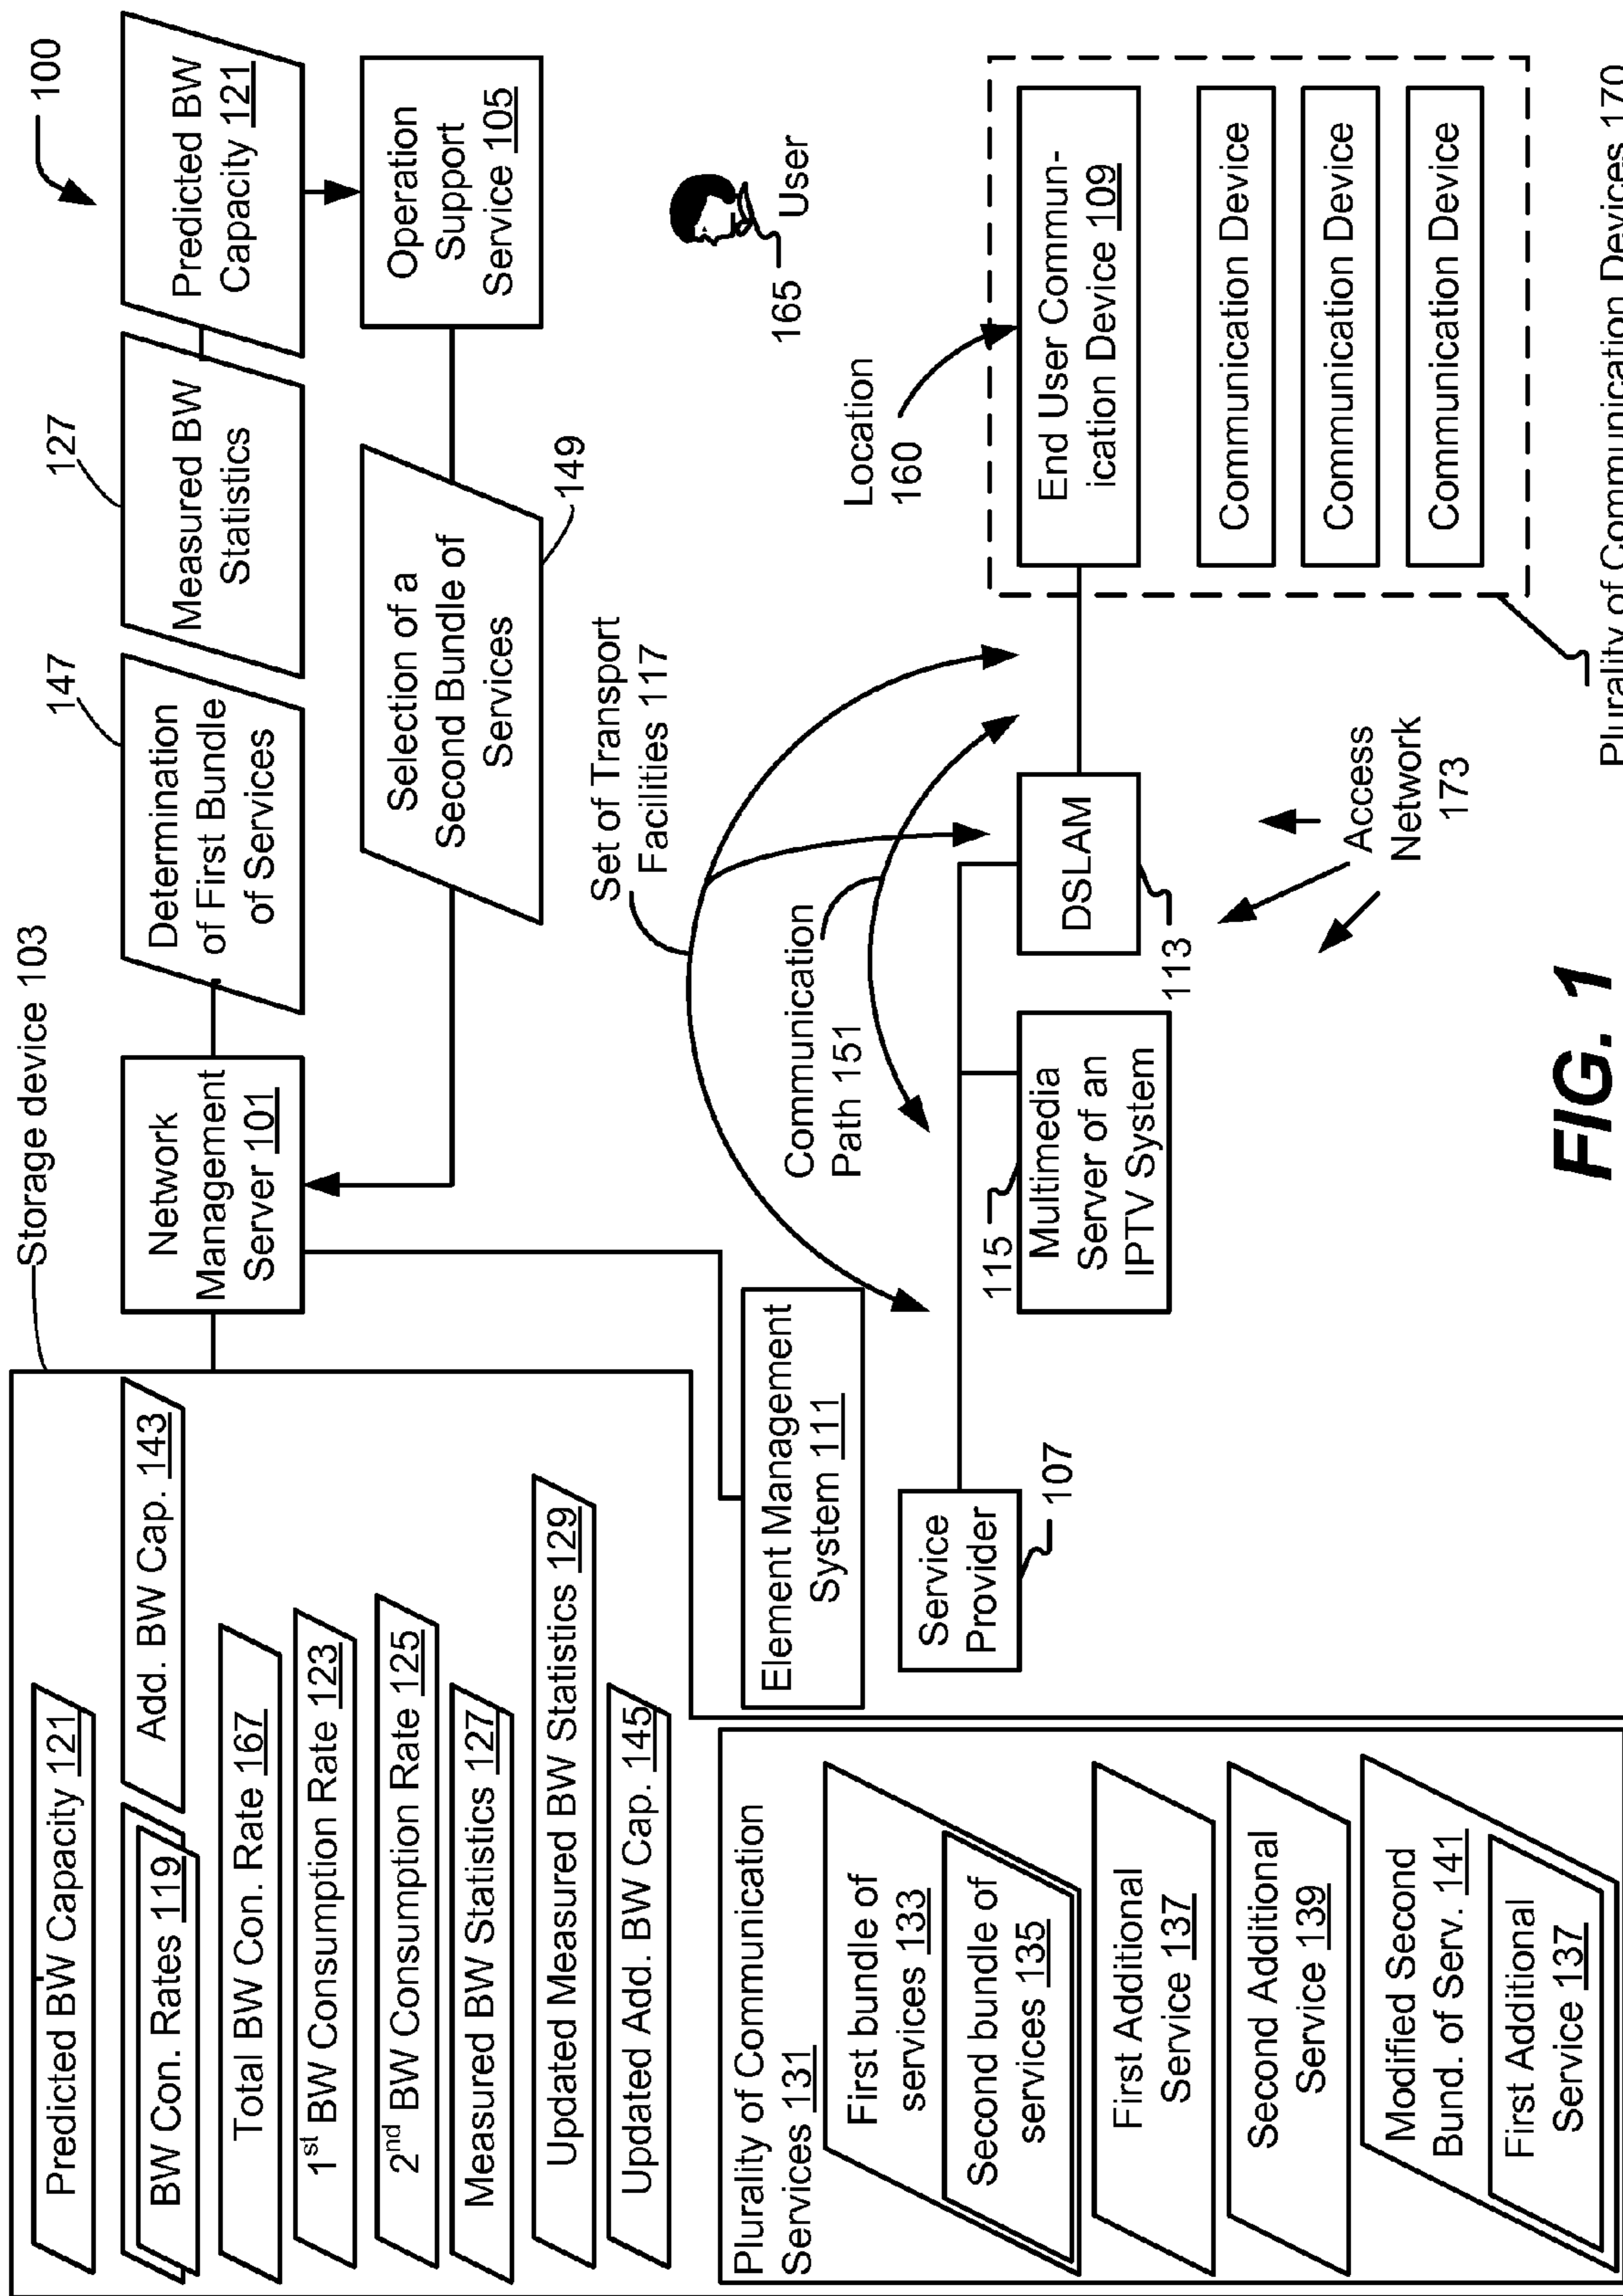 Storage device 103
147
127
100
Predicted BW Capacity 121
BW Con. Rates 119
Add. BW Cap. 143
Total BW Con. Rate 167
1st BW Consumption Rate 123
2nd BW Consumption Rate 125
Measured BW Statistics 127
Updated Measured BW Statistics 129
Updated Add. BW Cap. 145
Network
Management
Server 101
Determination
of First Bundle
of Services
Measured BW
Statistics
Predicted BW
Capacity 121
Operation
Support
Service 105
Selection of a
Second Bundle of
Services
149
Plurality of Communication
Services 131
First bundle of
services 133
Second bundle of
services 135
First Additional
Service 137
Second Additional
Service 139
Modified Second
Bund. of Serv. 141
First Additional
Service 137
Element Management
System 111
Service
Provider
107
Set of Transport
Facilities 117
Communication
Path 151
115
Multimedia
Server of an
IPTV System
DSLAM
113
Access
Network
173
Location
160
165
User
End User Commun-
ication Device 109
Communication Device
Communication Device
Communication Device
Plurality of Communication Devices 170
FIG. 1